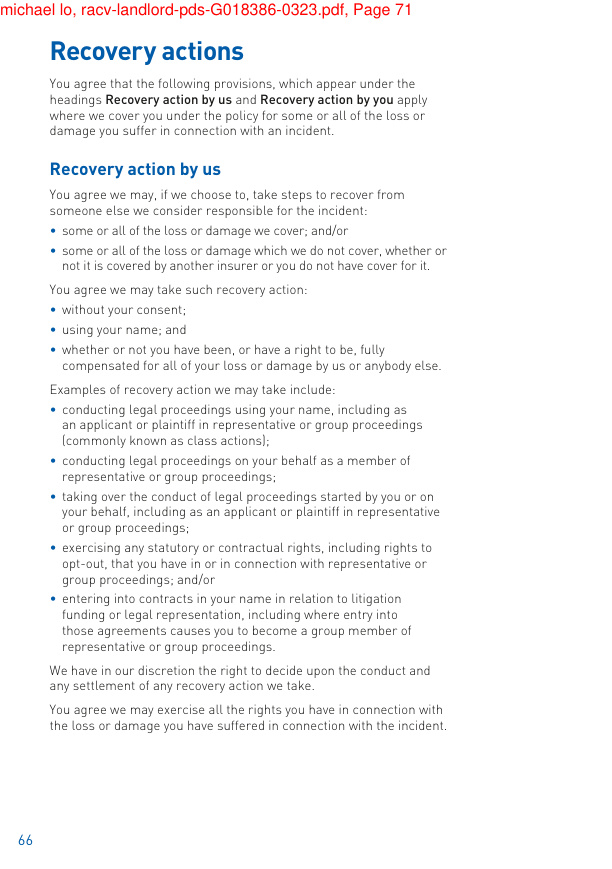 michael lo, racv-landlord-pds-G018386-0323.pdf, Page 71
Recovery actions
You agree that the following provisions, which appear under the
headings Recovery action by us and Recovery action by you apply
where we cover you under the policy for some or all of the loss or
damage you suffer in connection with an incident.
Recovery action by us
You agree we may, if we choose to, take steps to recover from
someone else we consider responsible for the incident:
• some or all of the loss or damage we cover; and/or
• some or all of the loss or damage which we do not cover, whether or
not it is covered by another insurer or you do not have cover for it.
You agree we may take such recovery action:
• without your consent;
• using your name; and
• whether or not you have been, or have a right to be, fully
compensated for all of your loss or damage by us or anybody else.
Examples of recovery action we may take include:
• conducting legal proceedings using your name, including as
an applicant or plaintiff in representative or group proceedings
(commonly known as class actions);
• conducting legal proceedings on your behalf as a member of
representative or group proceedings;
• taking over the conduct of legal proceedings started by you or on
your behalf, including as an applicant or plaintiff in representative
or group proceedings;
• exercising any statutory or contractual rights, including rights to
opt-out, that you have in or in connection with representative or
group proceedings; and/or
• entering into contracts in your name in relation to litigation
funding or legal representation, including where entry into
those agreements causes you to become a group member of
representative or group proceedings.
We have in our discretion the right to decide upon the conduct and
any settlement of any recovery action we take.
You agree we may exercise all the rights you have in connection with
the loss or damage you have suffered in connection with the incident.
66